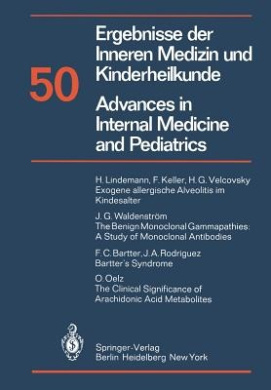 Ergebnisse der
Inneren Medizin und
Kinderheilkunde
50
Advances in
Internal Medicine
and Pediatrics
H. Lindemann, F. Keller, H. G. Velcovsky
Exogene allergische Alveolitis im
Kindesalter
J. G. Waldenström
The Benign Monoclonal Gammapathies:
A Study of Monoclonal Antibodies
F. C. Bartter, J. A. Rodriguez
Bartter's Syndrome
O. Oelz
The Clinical Significance of
Arachidonic Acid Metabolites
Springer-Verlag
Berlin Heidelberg New York